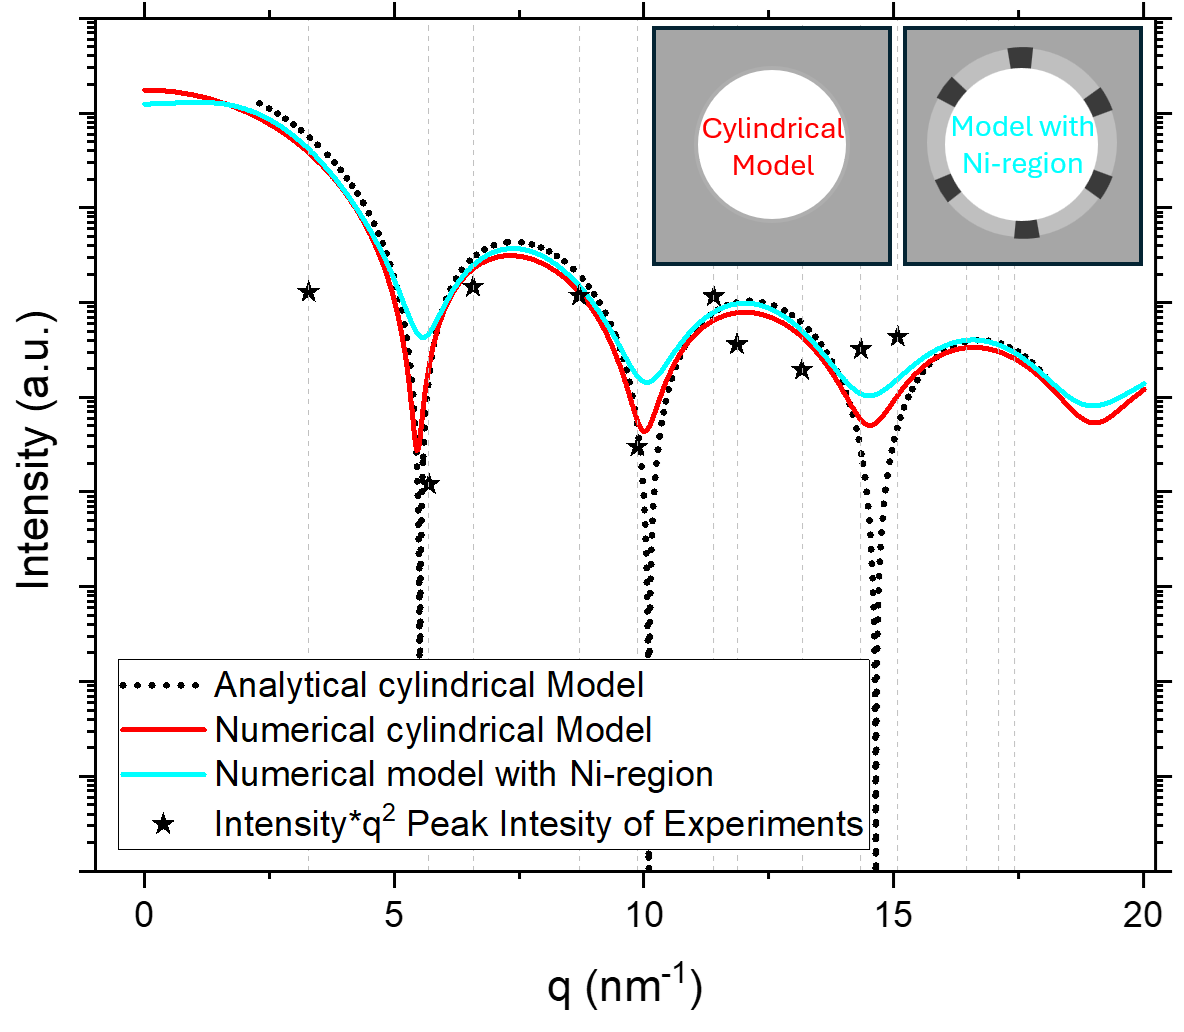 Cylindrical
Model
Model with
Ni-region
Intensity (a.u.)
Analytical cylindrical Model
Numerical cylindrical Model
Numerical model with Ni-region
Intensity*q² Peak Intesity of Experiments
0 5 10 15 20
q (nm⁻¹)